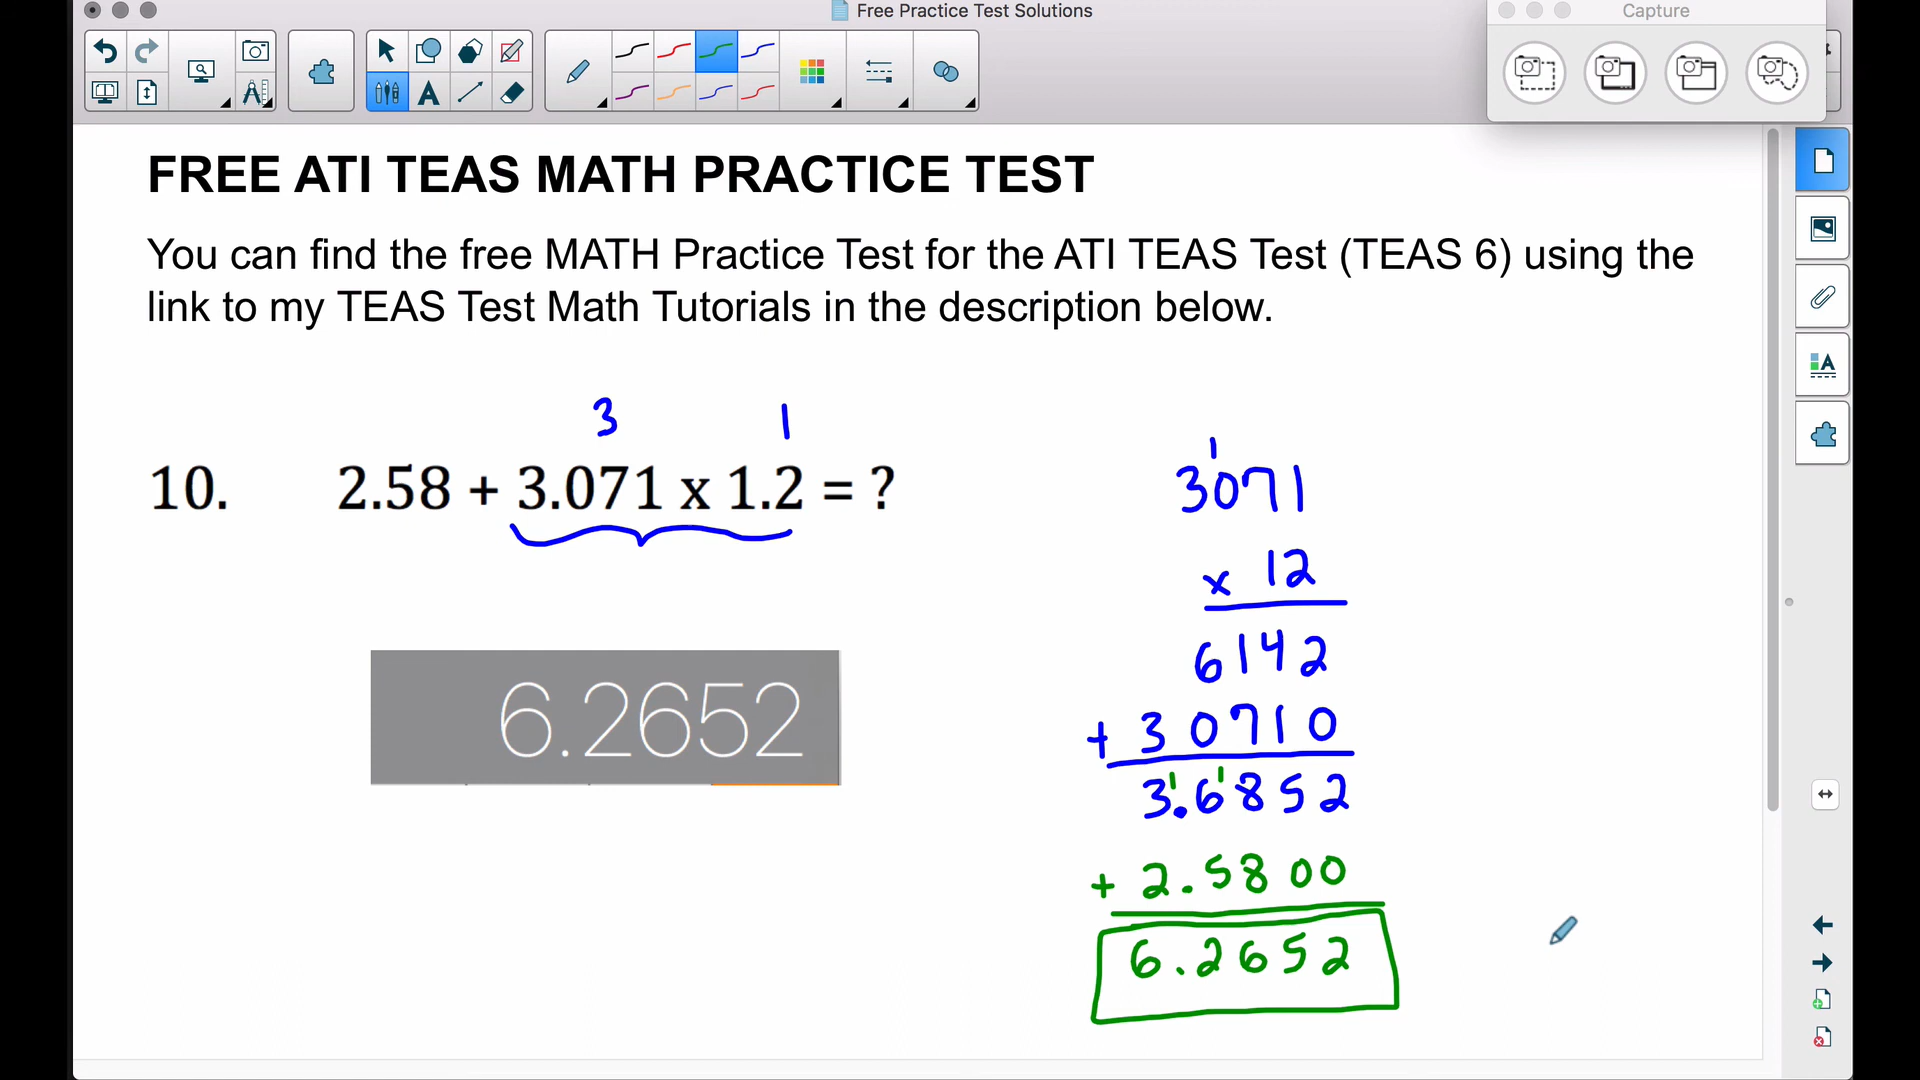 Free Practice Test Solutions
Capture
FREE ATI TEAS MATH PRACTICE TEST
You can find the free MATH Practice Test for the ATI TEAS Test (TEAS 6) using the
link to my TEAS Test Math Tutorials in the description below.
3 1
10. 2.58 + 3.071 x 1.2 = ?
6.2652
1
3071
x 12
6142
+ 30710
1 1
3.6852
+ 2.5800
6.2652